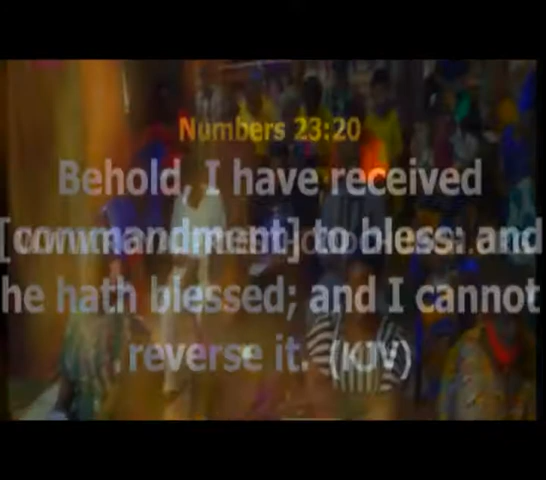 Numbers 23:20
Behold, I have received
[commandment] to bless: and
he hath blessed; and I cannot
reverse it. (KJV)